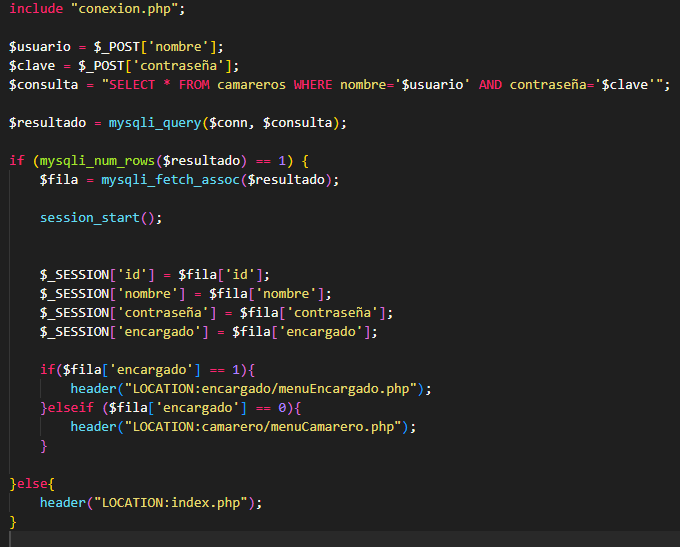 include "conexion.php";
$usuario = $_POST['nombre'];
$clave = $_POST['contraseña'];
$consulta = "SELECT * FROM camareros WHERE nombre='$usuario' AND contraseña='$clave'";
$resultado = mysqli_query($conn, $consulta);
if (mysqli_num_rows($resultado) == 1) {
$fila = mysqli_fetch_assoc($resultado);
session_start();
$_SESSION['id'] = $fila['id'];
$_SESSION['nombre'] = $fila['nombre'];
$_SESSION['contraseña'] = $fila['contraseña'];
$_SESSION['encargado'] = $fila['encargado'];
if($fila['encargado'] == 1){
header("LOCATION:encargado/menuEncargado.php");
}elseif ($fila['encargado'] == 0){
header("LOCATION:camarero/menuCamarero.php");
}
}else{
header("LOCATION:index.php");
}